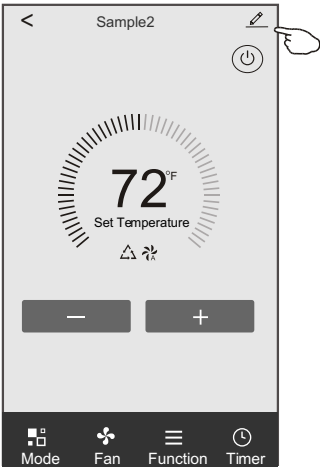 < Sample2
72°F
Set Temperature
A
− +
Mode Fan Function Timer